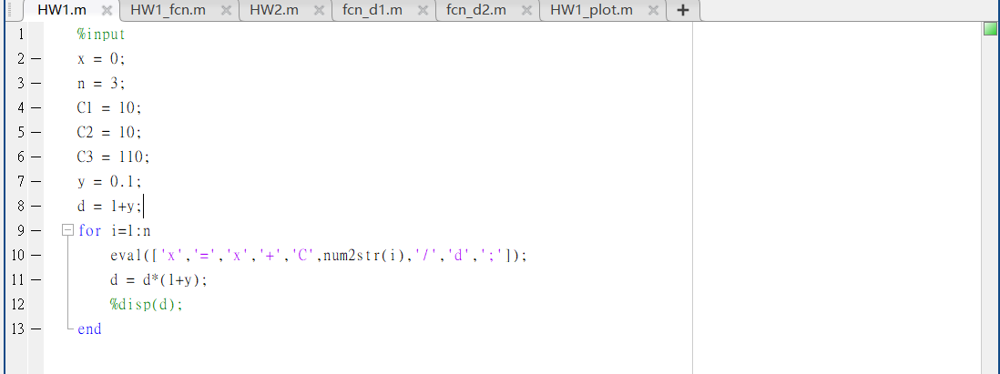 HW1.m HW1_fcn.m HW2.m fcn_d1.m fcn_d2.m HW1_plot.m
1 %input
2 x = 0;
3 n = 3;
4 C1 = 10;
5 C2 = 10;
6 C3 = 110;
7 y = 0.1;
8 d = 1+y;
9 for i=1:n
10 eval(['x','=','x','+','C',num2str(i),'/','d',';']);
11 d = d*(1+y);
12 %disp(d);
13 end